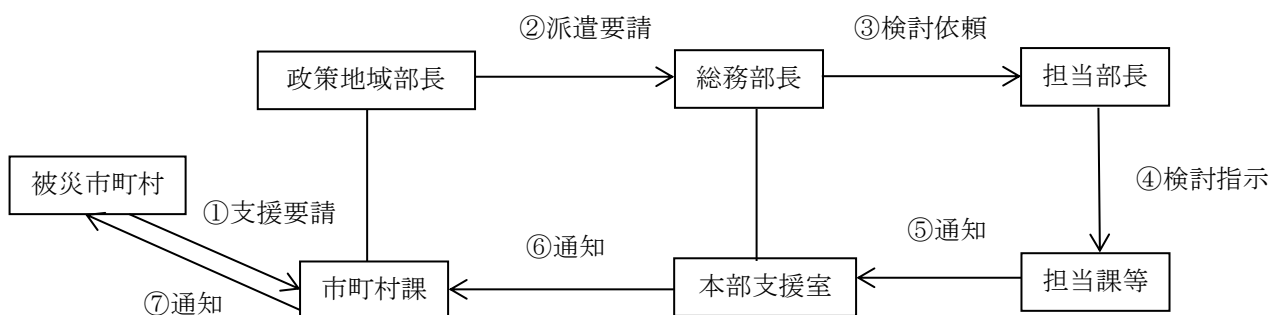 ②派遣要請
③検討依頼
政策地域部長
総務部長
担当部長
被災市町村
④検討指示
①支援要請
⑤通知
⑥通知
市町村課
本部支援室
担当課等
⑦通知